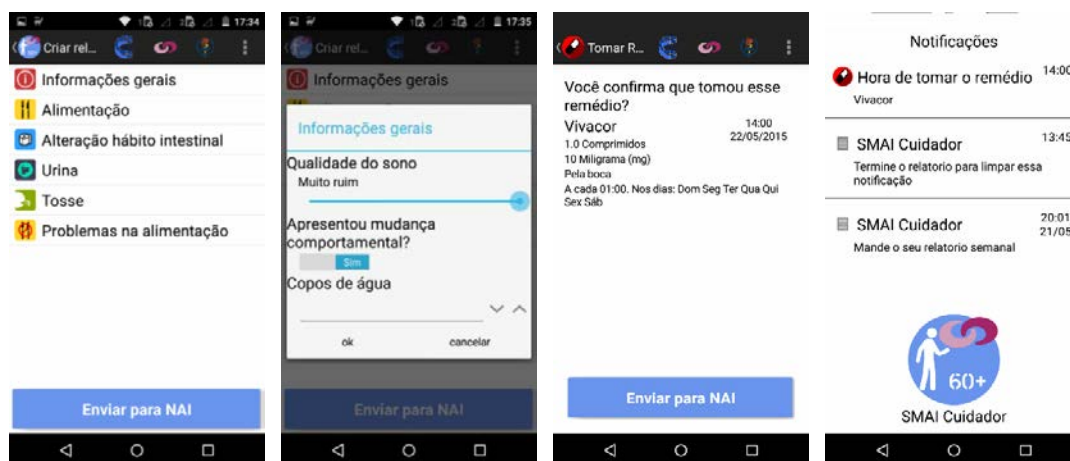 17:34
Criar rel...
Informações gerais
Alimentação
Alteração hábito intestinal
Urina
Tosse
Problemas na alimentação
Enviar para NAI
17:35
Criar rel...
Informações gerais
Informações gerais
Qualidade do sono
Muito ruim
Apresentou mudança
comportamental?
Sim
Copos de água
ok cancelar
Enviar para NAI
Tomar R...
Você confirma que tomou esse
remédio?
Vivacor 14:00
1.0 Comprimidos 22/05/2015
10 Miligrama (mg)
Pela boca
A cada 01:00. Nos dias: Dom Seg Ter Qua Qui
Sex Sáb
Enviar para NAI
Notificações
Hora de tomar o remédio 14:00
Vivacor
SMAI Cuidador 13:45
Termine o relatorio para limpar essa
notificação
SMAI Cuidador 20:01
21/05
Mande o seu relatorio semanal
60+
SMAI Cuidador